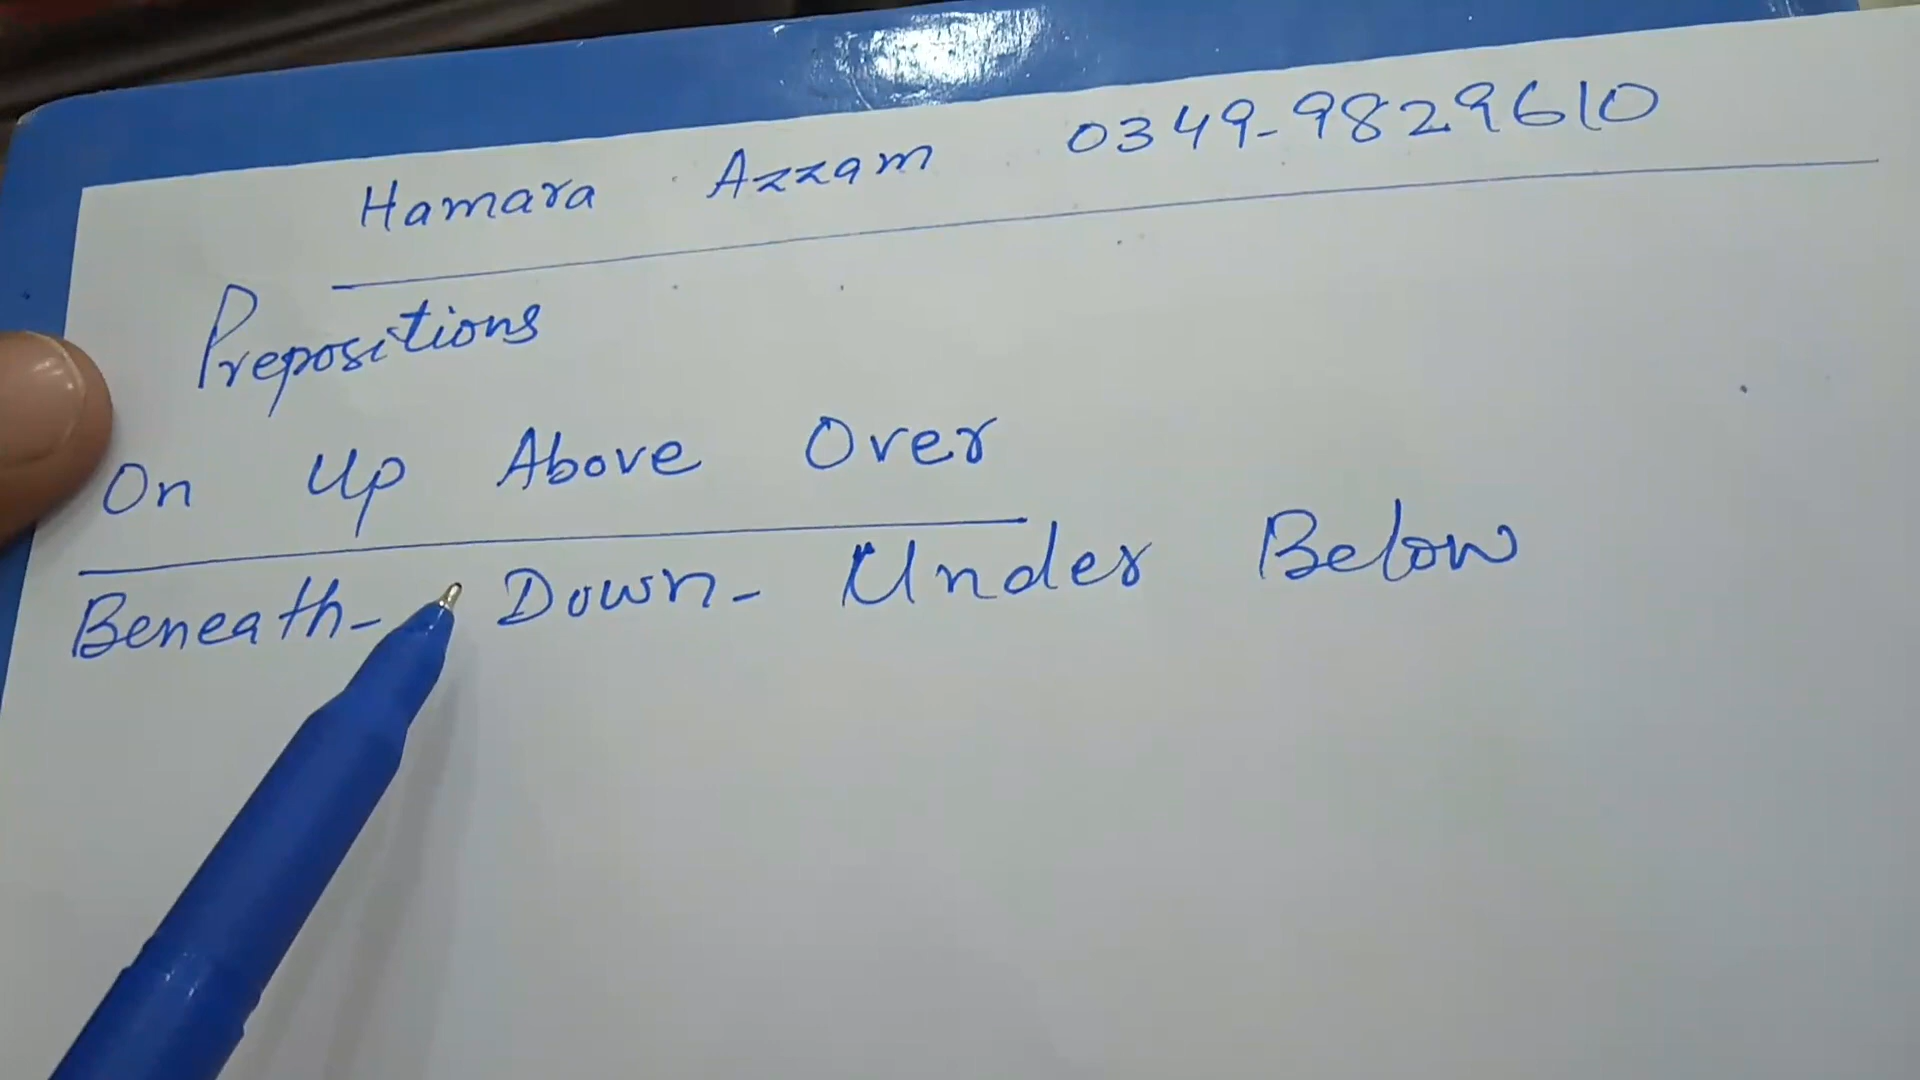 Hamara Azzam 0349-9829610
Prepositions
On Up Above Over
Beneath- Down- Under Below